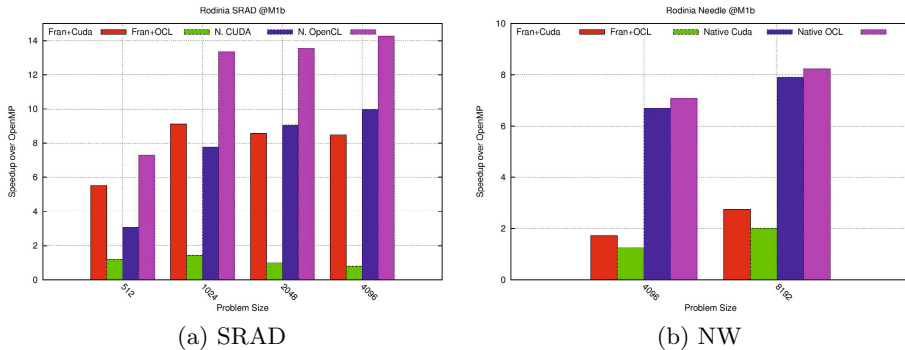 Rodinia SRAD @M1b
Fran+Cuda Fran+OCL N. CUDA N. OpenCL
Speedup over OpenMP
14
12
10
8
6
4
2
0
512 1024 2048 4096
Problem Size
(a) SRAD
Rodinia Needle @M1b
Fran+Cuda Fran+OCL Native Cuda Native OCL
Speedup over OpenMP
10
8
6
4
2
0
4096 8192
Problem Size
(b) NW